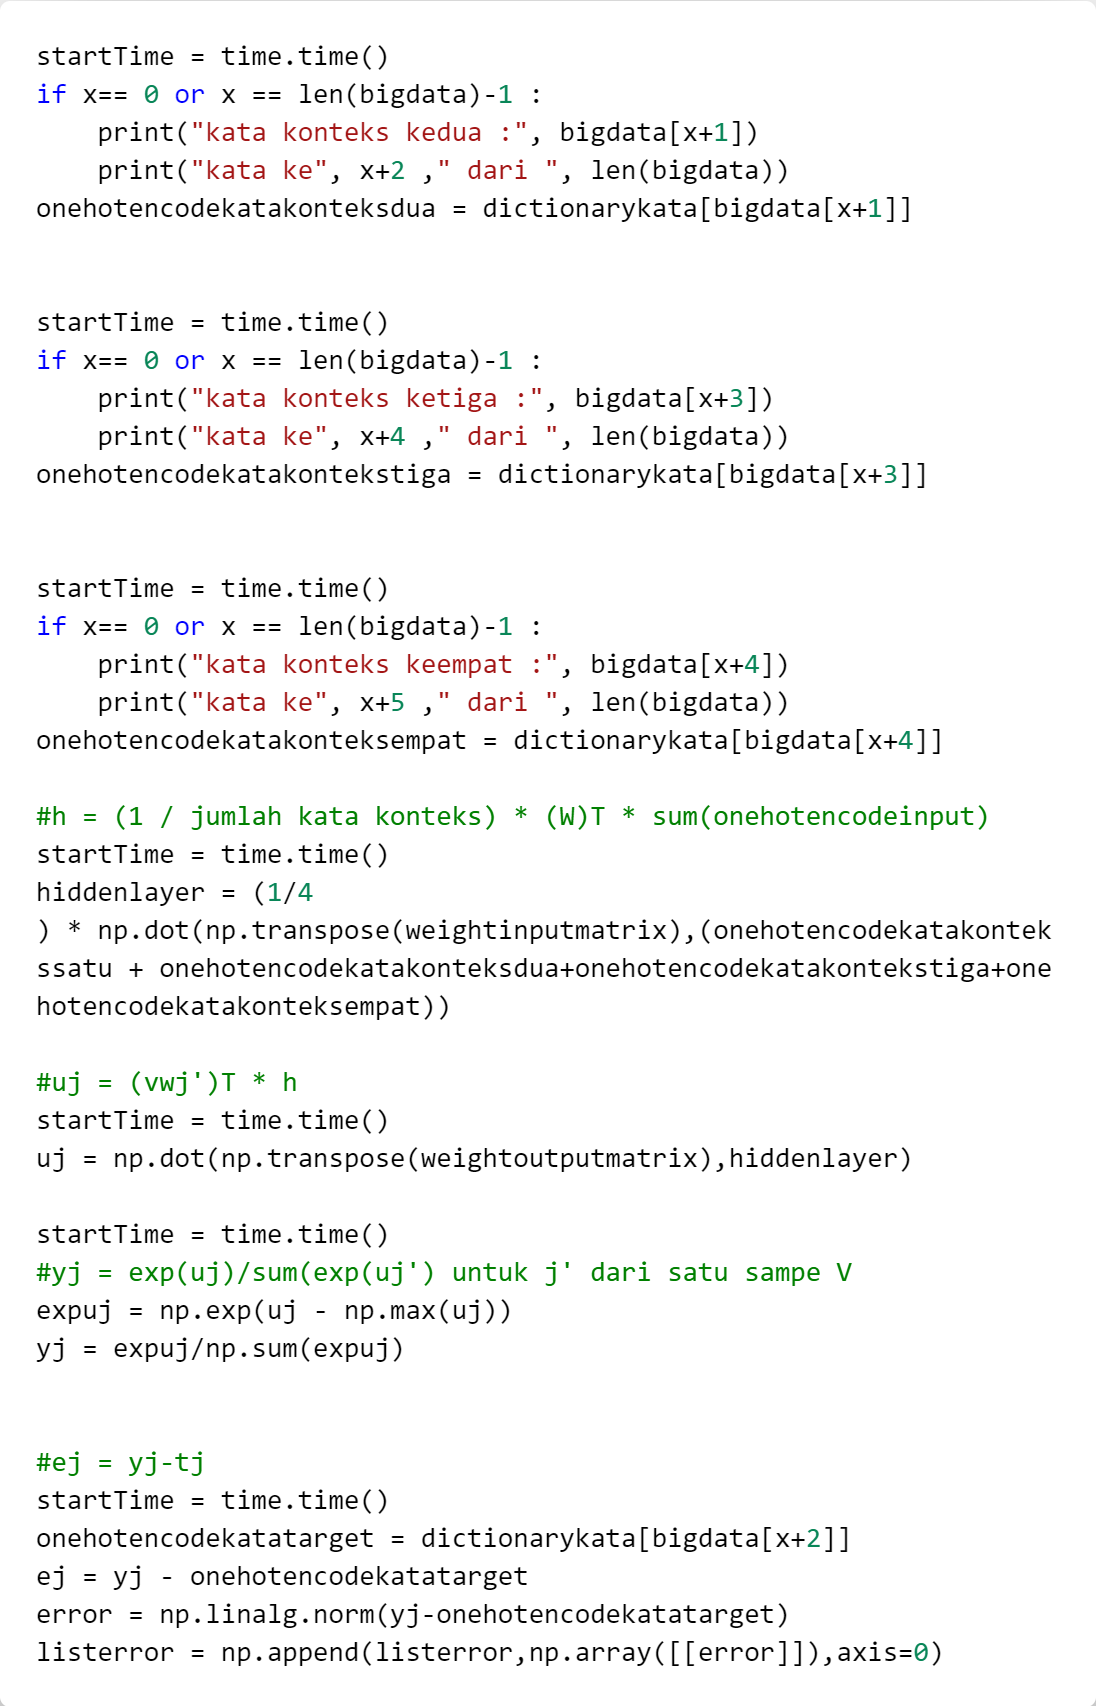 startTime = time.time()
if x== 0 or x == len(bigdata)-1 :
    print("kata konteks kedua :", bigdata[x+1])
    print("kata ke", x+2 ," dari ", len(bigdata))
onehotencodekatakonteksdua = dictionarykata[bigdata[x+1]]
startTime = time.time()
if x== 0 or x == len(bigdata)-1 :
    print("kata konteks ketiga :", bigdata[x+3])
    print("kata ke", x+4 ," dari ", len(bigdata))
onehotencodekatakontekstiga = dictionarykata[bigdata[x+3]]
startTime = time.time()
if x== 0 or x == len(bigdata)-1 :
    print("kata konteks keempat :", bigdata[x+4])
    print("kata ke", x+5 ," dari ", len(bigdata))
onehotencodekatakonteksempat = dictionarykata[bigdata[x+4]]
#h = (1 / jumlah kata konteks) * (W)T * sum(onehotencodeinput)
startTime = time.time()
hiddenlayer = (1/4
) * np.dot(np.transpose(weightinputmatrix),(onehotencodekatakontek
ssatu + onehotencodekatakonteksdua+onehotencodekatakontekstiga+one
hotencodekatakonteksempat))
#uj = (vwj')T * h
startTime = time.time()
uj = np.dot(np.transpose(weightoutputmatrix),hiddenlayer)
startTime = time.time()
#yj = exp(uj)/sum(exp(uj') untuk j' dari satu sampe V
expuj = np.exp(uj - np.max(uj))
yj = expuj/np.sum(expuj)
#ej = yj-tj
startTime = time.time()
onehotencodekatatarget = dictionarykata[bigdata[x+2]]
ej = yj - onehotencodekatatarget
error = np.linalg.norm(yj-onehotencodekatatarget)
listerror = np.append(listerror,np.array([[error]]),axis=0)